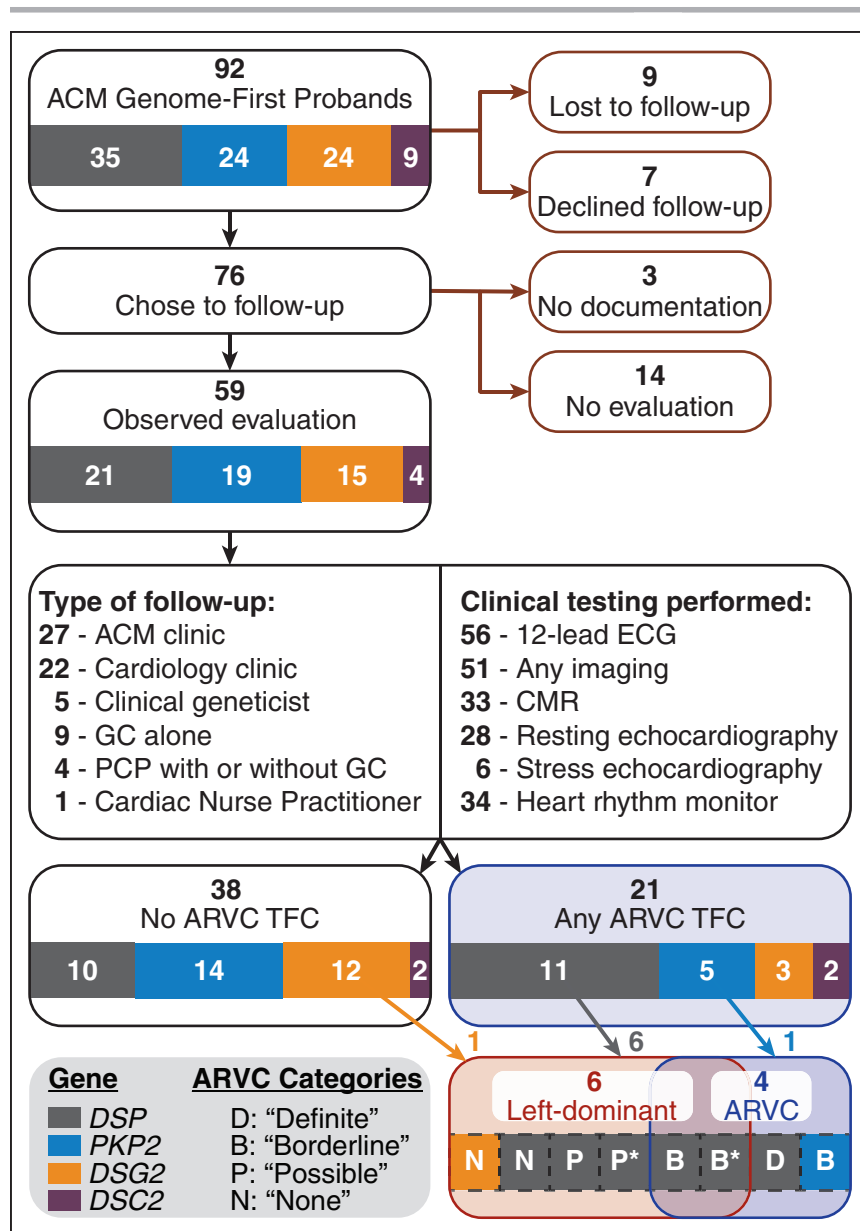 92
ACM Genome-First Probands
35 24 24 9
9
Lost to follow-up
7
Declined follow-up
76
Chose to follow-up
3
No documentation
14
No evaluation
59
Observed evaluation
21 19 15 4
Type of follow-up:
27 - ACM clinic
22 - Cardiology clinic
5 - Clinical geneticist
9 - GC alone
4 - PCP with or without GC
1 - Cardiac Nurse Practitioner
Clinical testing performed:
56 - 12-lead ECG
51 - Any imaging
33 - CMR
28 - Resting echocardiography
6 - Stress echocardiography
34 - Heart rhythm monitor
38
No ARVC TFC
10 14 12 2
21
Any ARVC TFC
11 5 3 2
1 6 1
Gene ARVC Categories
DSP D: “Definite”
PKP2 B: “Borderline”
DSG2 P: “Possible”
DSC2 N: “None”
6
Left-dominant
4
ARVC
N N P P* B B* D B